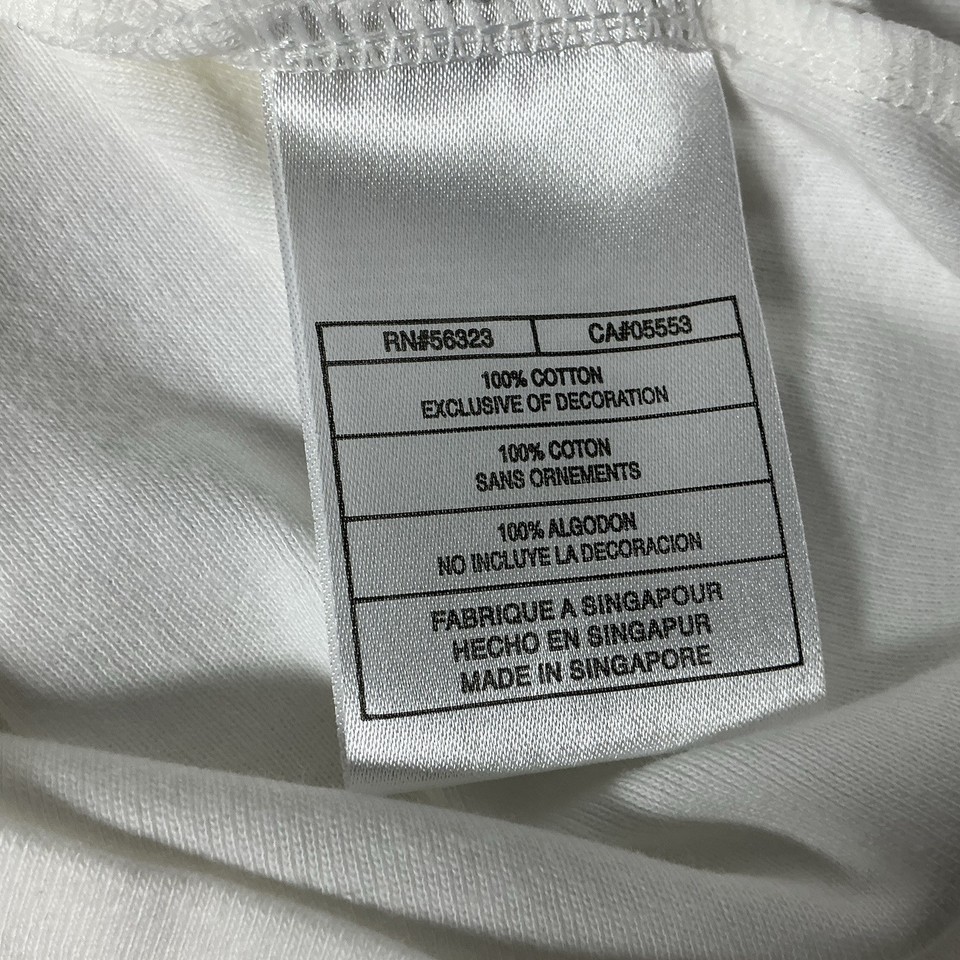 RN#56323 CA#05553
100% COTTON
EXCLUSIVE OF DECORATION
100% COTON
SANS ORNEMENTS
100% ALGODON
NO INCLUYE LA DECORACION
FABRIQUE A SINGAPOUR
HECHO EN SINGAPUR
MADE IN SINGAPORE